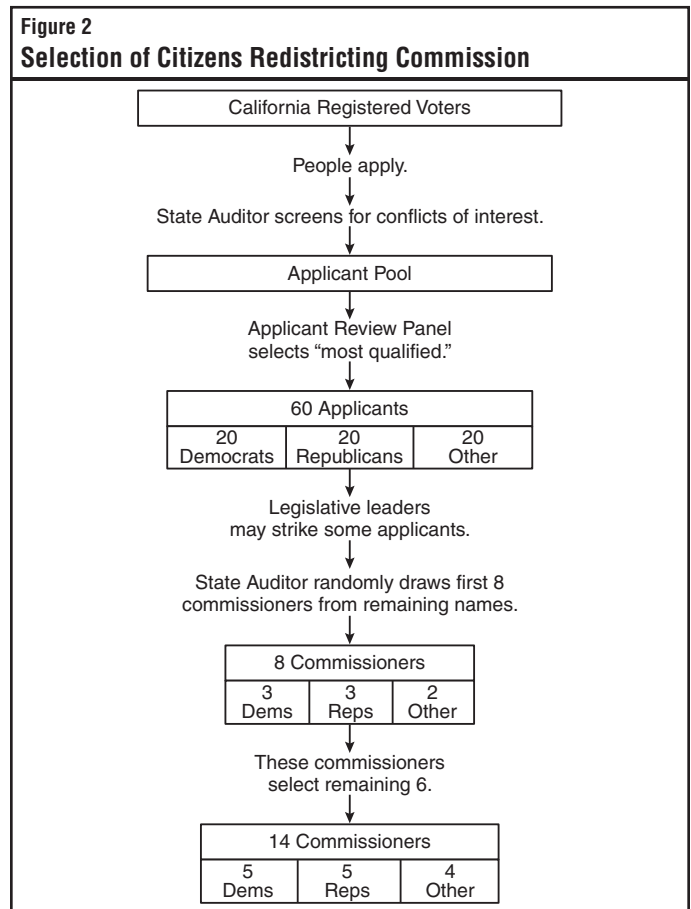 Figure 2
Selection of Citizens Redistricting Commission
California Registered Voters
People apply.
State Auditor screens for conflicts of interest.
Applicant Pool
Applicant Review Panel
selects “most qualified.”
60 Applicants
20 20 20
Democrats Republicans Other
Legislative leaders
may strike some applicants.
State Auditor randomly draws first 8
commissioners from remaining names.
8 Commissioners
3 3 2
Dems Reps Other
These commissioners
select remaining 6.
14 Commissioners
5 5 4
Dems Reps Other